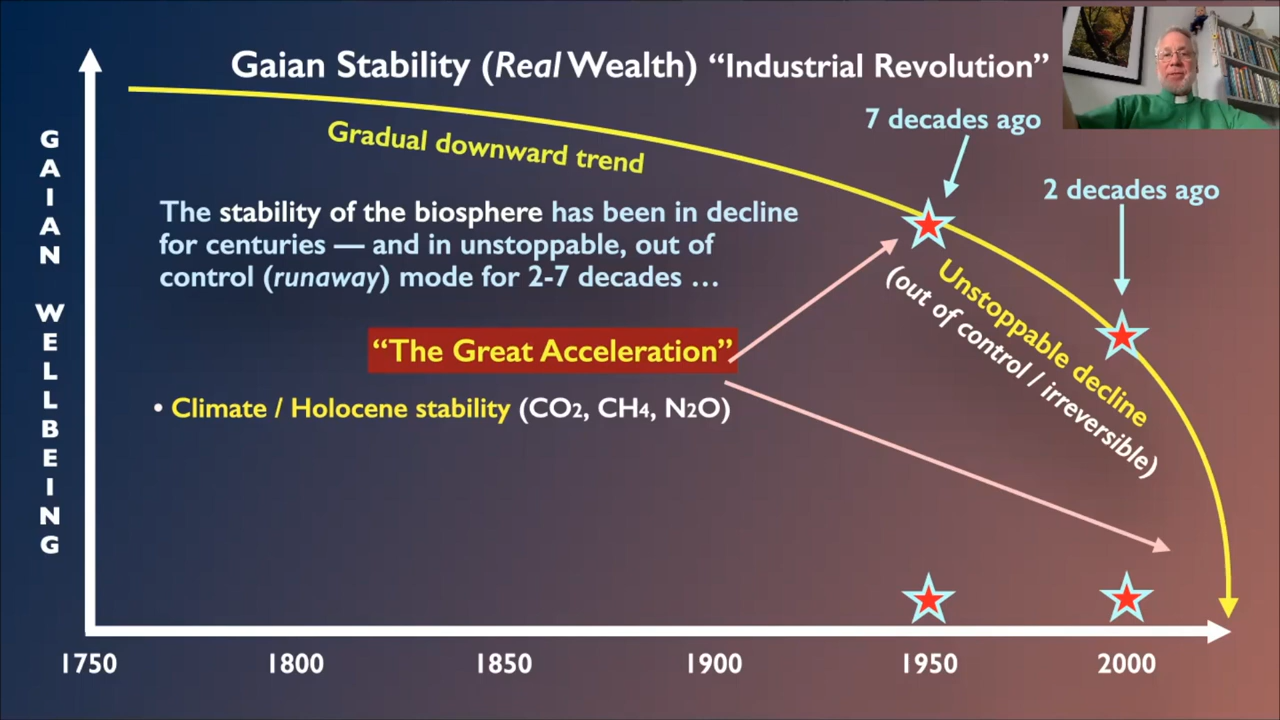 Gaian Stability (Real Wealth) “Industrial Revolution”
7 decades ago
Gradual downward trend
2 decades ago
GAIAN WELLBEING
The stability of the biosphere has been in decline
for centuries — and in unstoppable, out of
control (runaway) mode for 2-7 decades ...
Unstoppable decline
(out of control / irreversible)
“The Great Acceleration”
• Climate / Holocene stability (CO2, CH4, N2O)
1750 1800 1850 1900 1950 2000